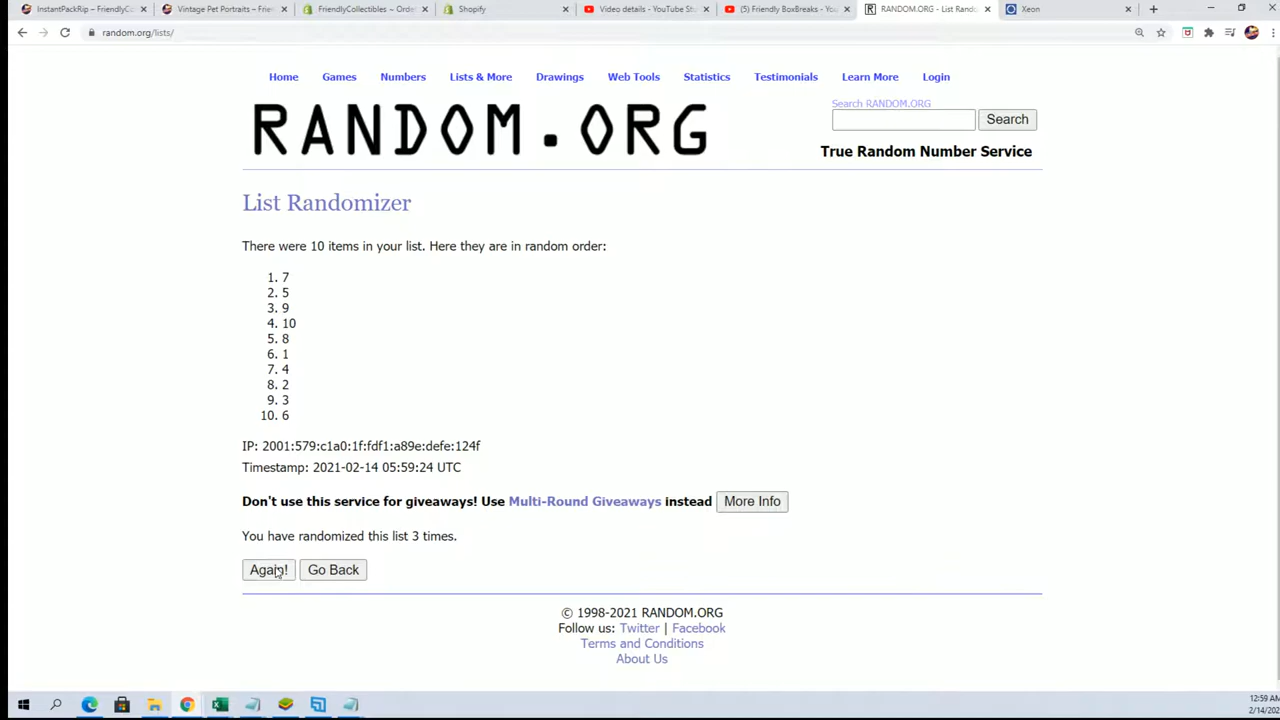 InstantPackRip – FriendlyCo
Vintage Pet Portraits – Frien
FriendlyCollectibles ~ Orde
Shopify
Video details - YouTube Stu
(5) Friendly BoxBreaks - You
RANDOM.ORG - List Rando
Xeon
random.org/lists/
Home Games Numbers Lists & More Drawings Web Tools Statistics Testimonials Learn More Login
RANDOM.ORG
Search RANDOM.ORG
Search
True Random Number Service
List Randomizer
There were 10 items in your list. Here they are in random order:
1. 7
2. 5
3. 9
4. 10
5. 8
6. 1
7. 4
8. 2
9. 3
10. 6
IP: 2001:579:c1a0:1f:fdf1:a89e:defe:124f
Timestamp: 2021-02-14 05:59:24 UTC
Don't use this service for giveaways! Use Multi-Round Giveaways instead More Info
You have randomized this list 3 times.
Again! Go Back
© 1998-2021 RANDOM.ORG
Follow us: Twitter | Facebook
Terms and Conditions
About Us
12:59 AM
2/14/202